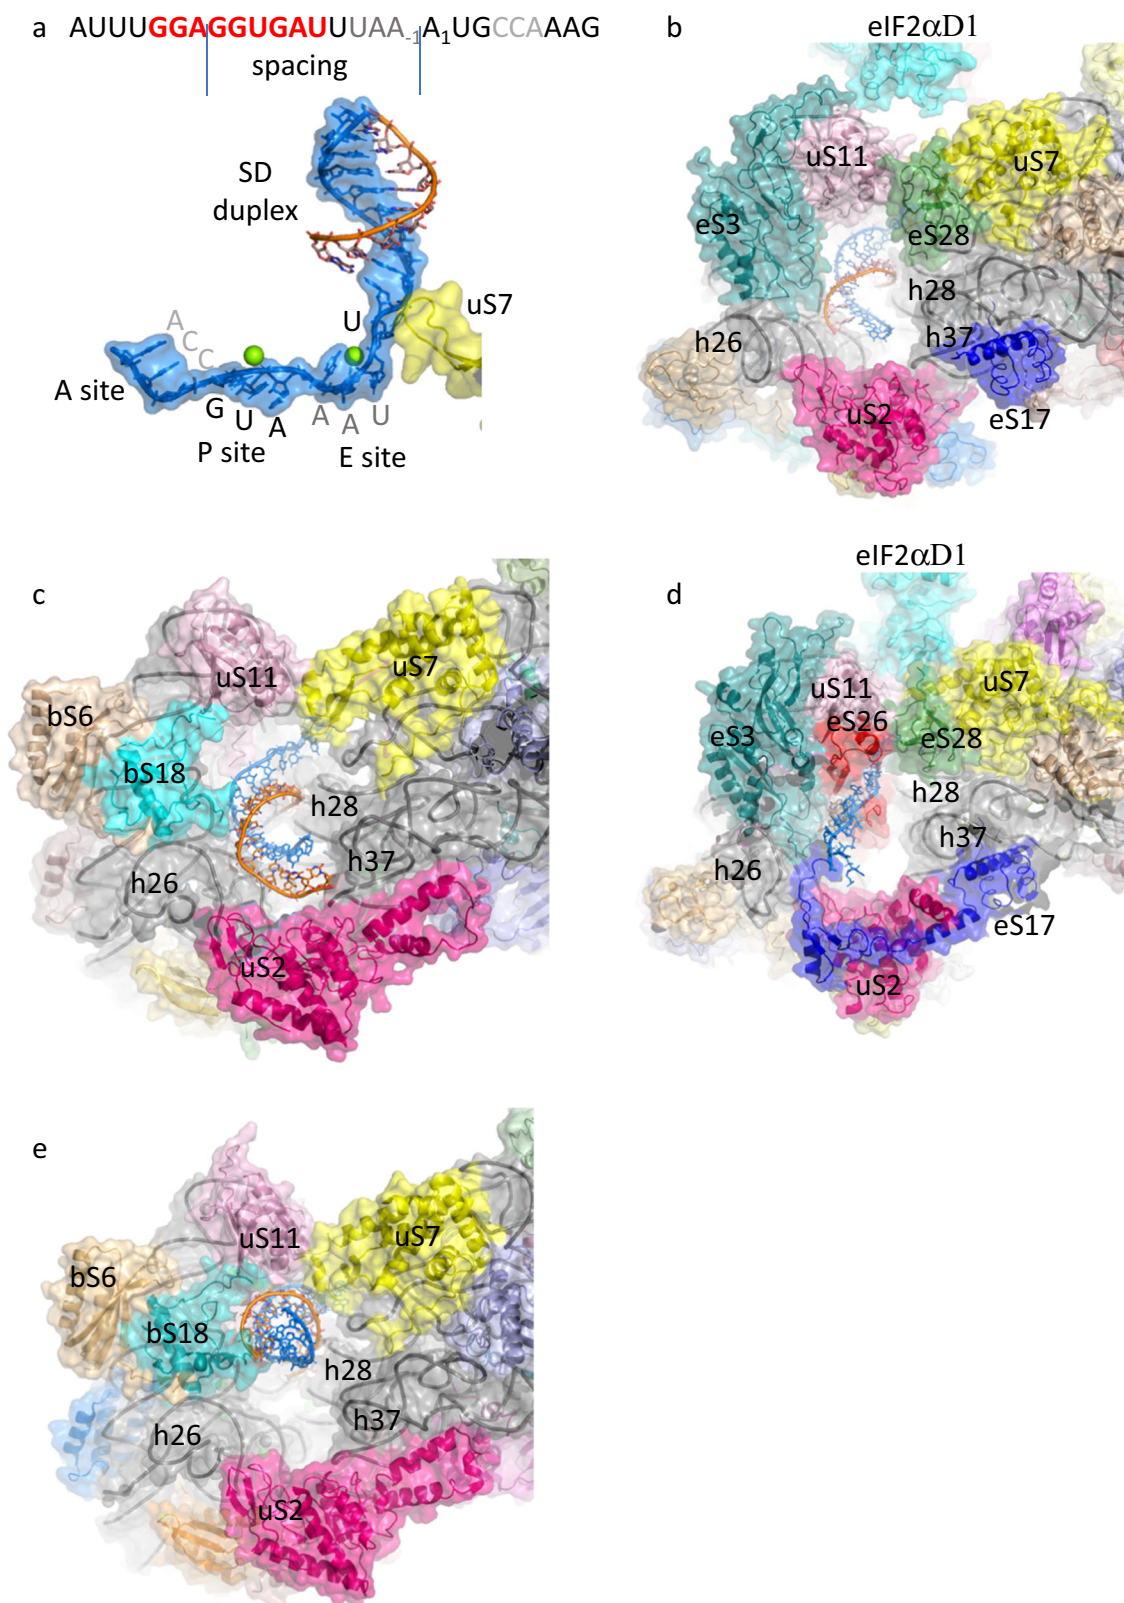 a AUUUGGAGGUGAUUUAA-1A1UGCCAAAG
spacing
SD
duplex
uS7
U
A
C
C
A site
G
U
A
A
A
U
P site
E site
b
eIF2αD1
uS11
uS7
eS3
eS28
h28
h26
h37
uS2
eS17
c
uS11
uS7
bS6
bS18
h28
h37
h26
uS2
d
eIF2αD1
uS11
uS7
eS26
eS3
eS28
h28
h37
h26
eS17
uS2
e
uS11
uS7
bS6
bS18
h28
h37
h26
uS2